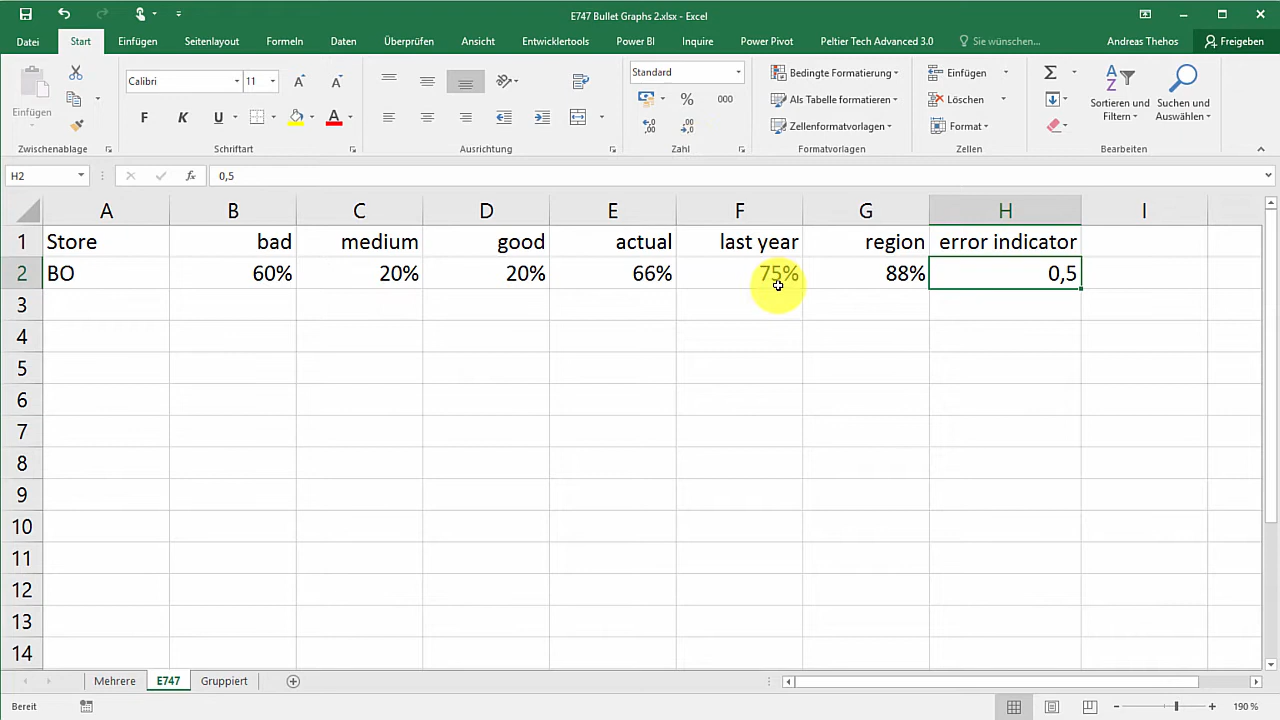 E747 Bullet Graphs 2.xlsx - Excel
Datei Start Einfügen Seitenlayout Formeln Daten Überprüfen Ansicht Entwicklertools Power BI Inquire Power Pivot Peltier Tech Advanced 3.0 Sie wünschen... Andreas Thehos Freigeben
Einfügen
Zwischenablage
Calibri 11
F K U A
Schriftart
Ausrichtung
Standard
% 000
Zahl
Bedingte Formatierung
Als Tabelle formatieren
Zellenformatvorlagen
Formatvorlagen
Einfügen
Löschen
Format
Zellen
Sortieren und Filtern
Suchen und Auswählen
Bearbeiten
H2 fx 0,5
A B C D E F G H I
1 Store bad medium good actual last year region error indicator
2 BO 60% 20% 20% 66% 75% 88% 0,5
3
4
5
6
7
8
9
10
11
12
13
14
Mehrere E747 Gruppiert
Bereit 190 %